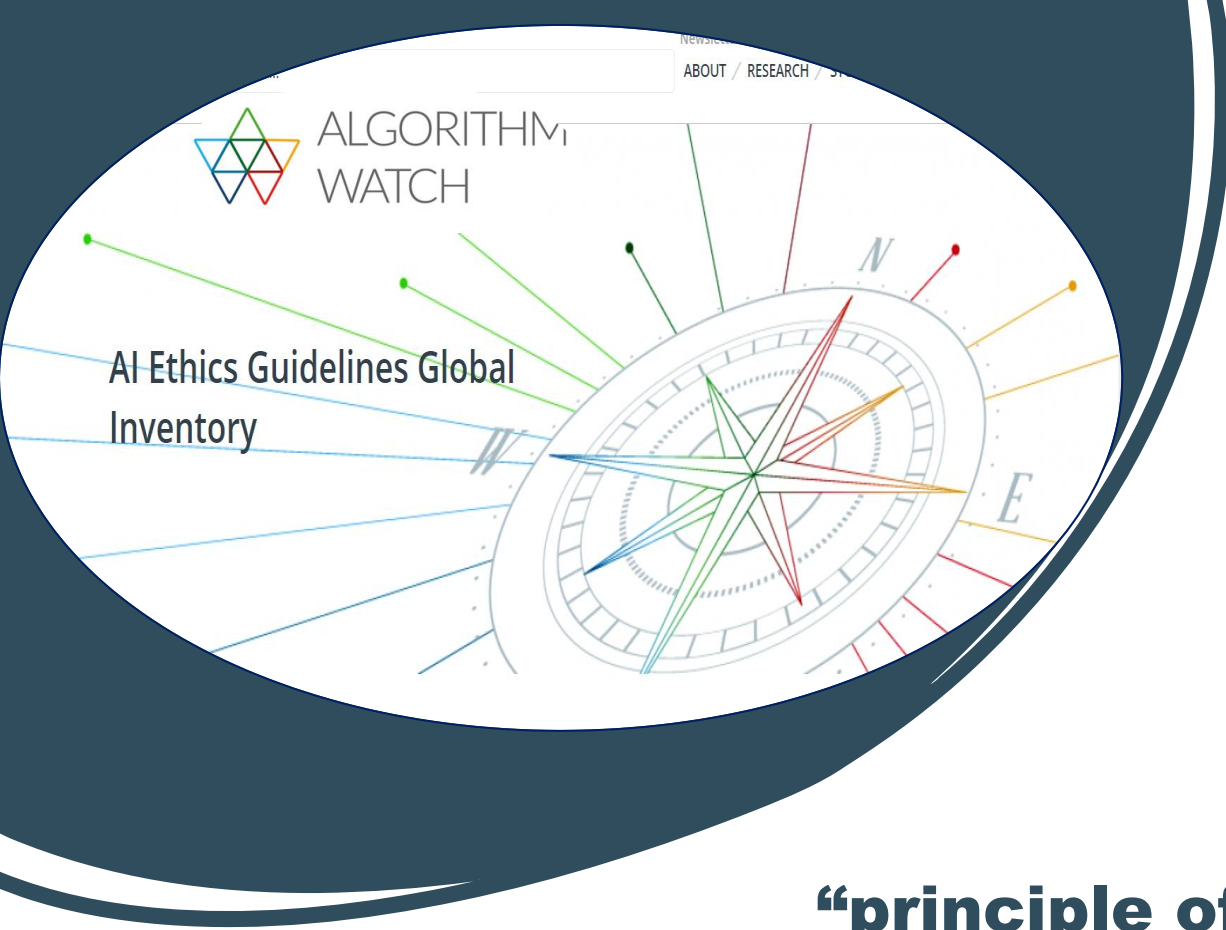 ABOUT / RESEARCH /
ALGORITHM
WATCH
N
AI Ethics Guidelines Global
Inventory
W
E
“principle of